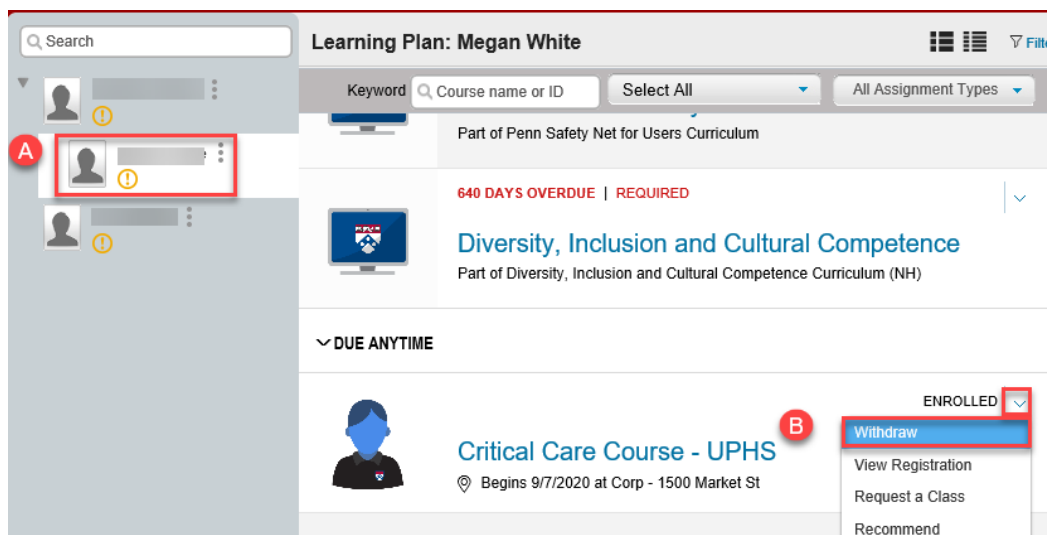 Search
Learning Plan: Megan White
Filte
Keyword
Course name or ID
Select All
All Assignment Types
Part of Penn Safety Net for Users Curriculum
A
640 DAYS OVERDUE | REQUIRED
Diversity, Inclusion and Cultural Competence
Part of Diversity, Inclusion and Cultural Competence Curriculum (NH)
DUE ANYTIME
ENROLLED
B
Withdraw
Critical Care Course - UPHS
View Registration
Begins 9/7/2020 at Corp - 1500 Market St
Request a Class
Recommend